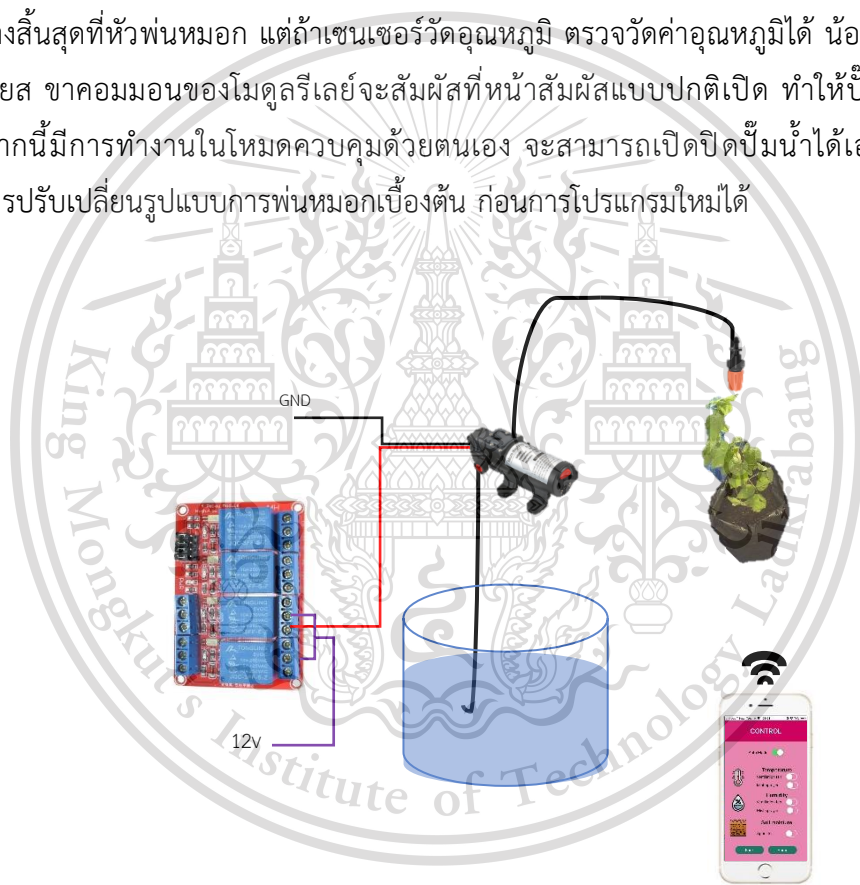 งสิ้นสุดที่หัวพ่นหมอก แต่ถ้าเซนเซอร์วัดอุณหภูมิ ตรวจวัดค่าอุณหภูมิได้ น้อ
ยส ขาคอมมอนของโมดูลรีเลย์จะสัมผัสที่หน้าสัมผัสแบบปกติเปิด ทำให้ปั๊
ากนี้มีการทำงานในโหมดควบคุมด้วยตนเอง จะสามารถเปิดปิดปั๊มน้ำได้เอ
รปรับเปลี่ยนรูปแบบการพ่นหมอกเบื้องต้น ก่อนการโปรแกรมใหม่ได้
GND
12v
CONTROL
Temperature
Humidity
King Mongkut's Institute of Technology Ladkrabang